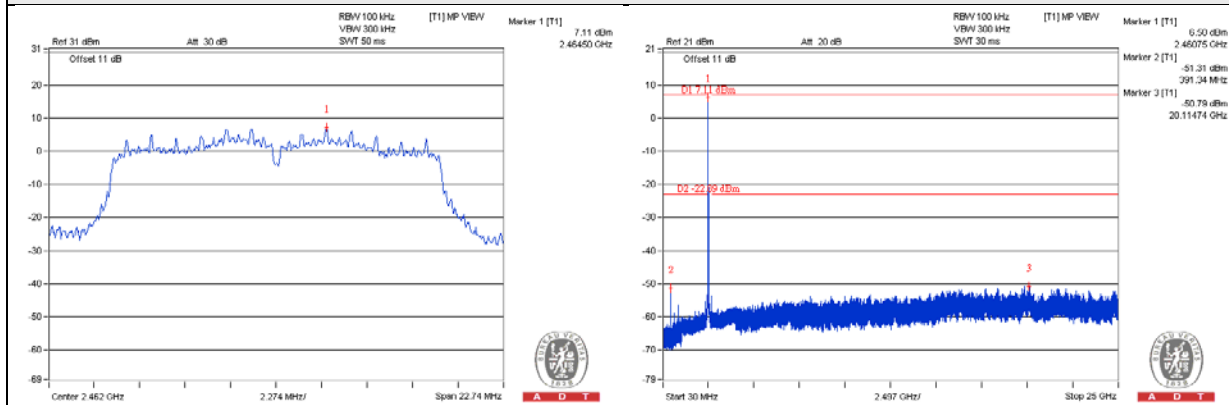 RBW 100 kHz [T1] MP VIEW
VBW 300 kHz
Ref 31 dBm Att 30 dB SWT 50 ms
Marker 1 [T1]
7.11 dBm
2.46450 GHz
31
Offset 11 dB
20
10
1
0
-10
-20
-30
-40
-50
-60
-69
Center 2.462 GHz 2.274 MHz/ Span 22.74 MHz
BUREAU VERITAS
1828
A D T
RBW 100 kHz [T1] MP VIEW
VBW 300 kHz
Ref 21 dBm Att 20 dB SWT 30 ms
Marker 1 [T1]
6.50 dBm
2.46075 GHz
Marker 2 [T1]
-51.31 dBm
391.34 MHz
Marker 3 [T1]
-50.79 dBm
20.11474 GHz
21
Offset 11 dB
1
10
D1 7.11 dBm
0
-10
-20
D2 -22.89 dBm
-30
-40
2
3
-50
-60
-70
-79
Start 30 MHz 2.497 GHz/ Stop 25 GHz
BUREAU VERITAS
1828
A D T